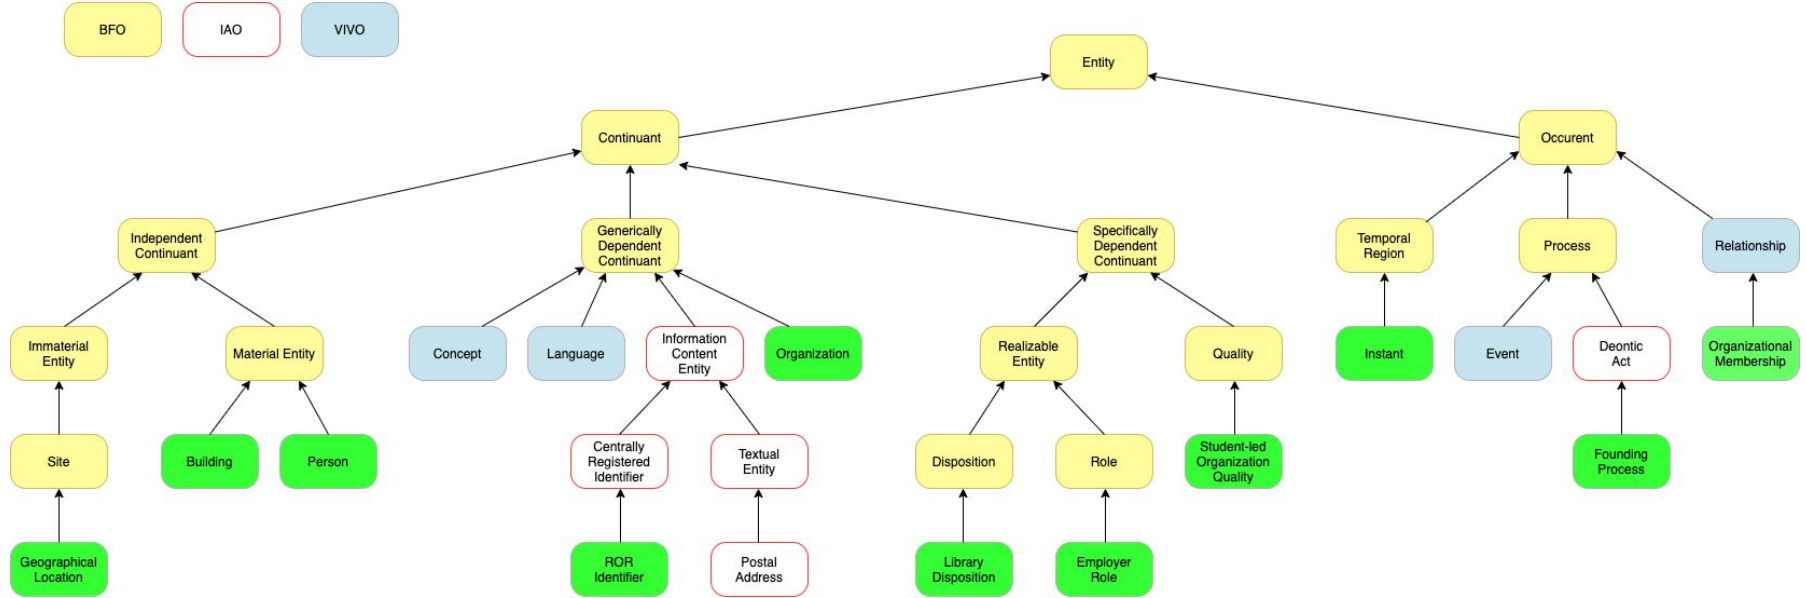 BFO
IAO
VIVO
Entity
Continuant
Occurent
Independent
Continuant
Generically
Dependent
Continuant
Specifically
Dependent
Continuant
Temporal
Region
Process
Relationship
Immaterial
Entity
Material Entity
Concept
Language
Information
Content
Entity
Organization
Realizable
Entity
Quality
Instant
Event
Deontic
Act
Organizational
Membership
Site
Building
Person
Centrally
Registered
Identifier
Textual
Entity
Disposition
Role
Student-led
Organization
Quality
Founding
Process
Geographical
Location
ROR
Identifier
Postal
Address
Library
Disposition
Employer
Role